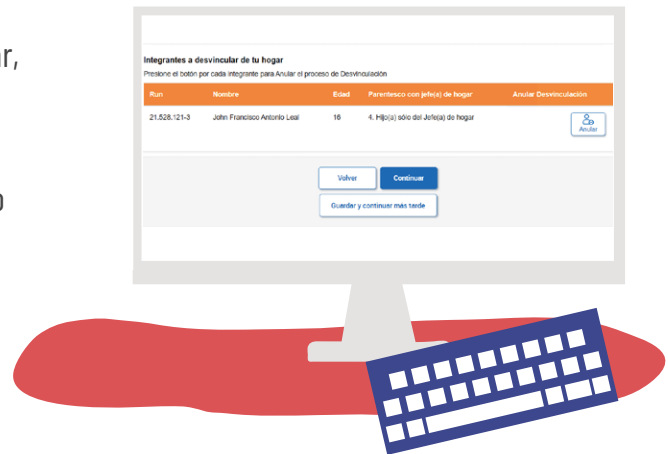 r,
o
Integrantes a desvincular de tu hogar
Presione el botón por cada integrante para Anular el proceso de Desvinculación
Run Nombre Edad Parentesco con jefe(a) de hogar Anular Desvinculación
21.528.121-3 John Francisco Antonio Leal 16 4. Hijo(a) sólo del Jefe(a) de hogar Anular
Volver Continuar
Guardar y continuar más tarde